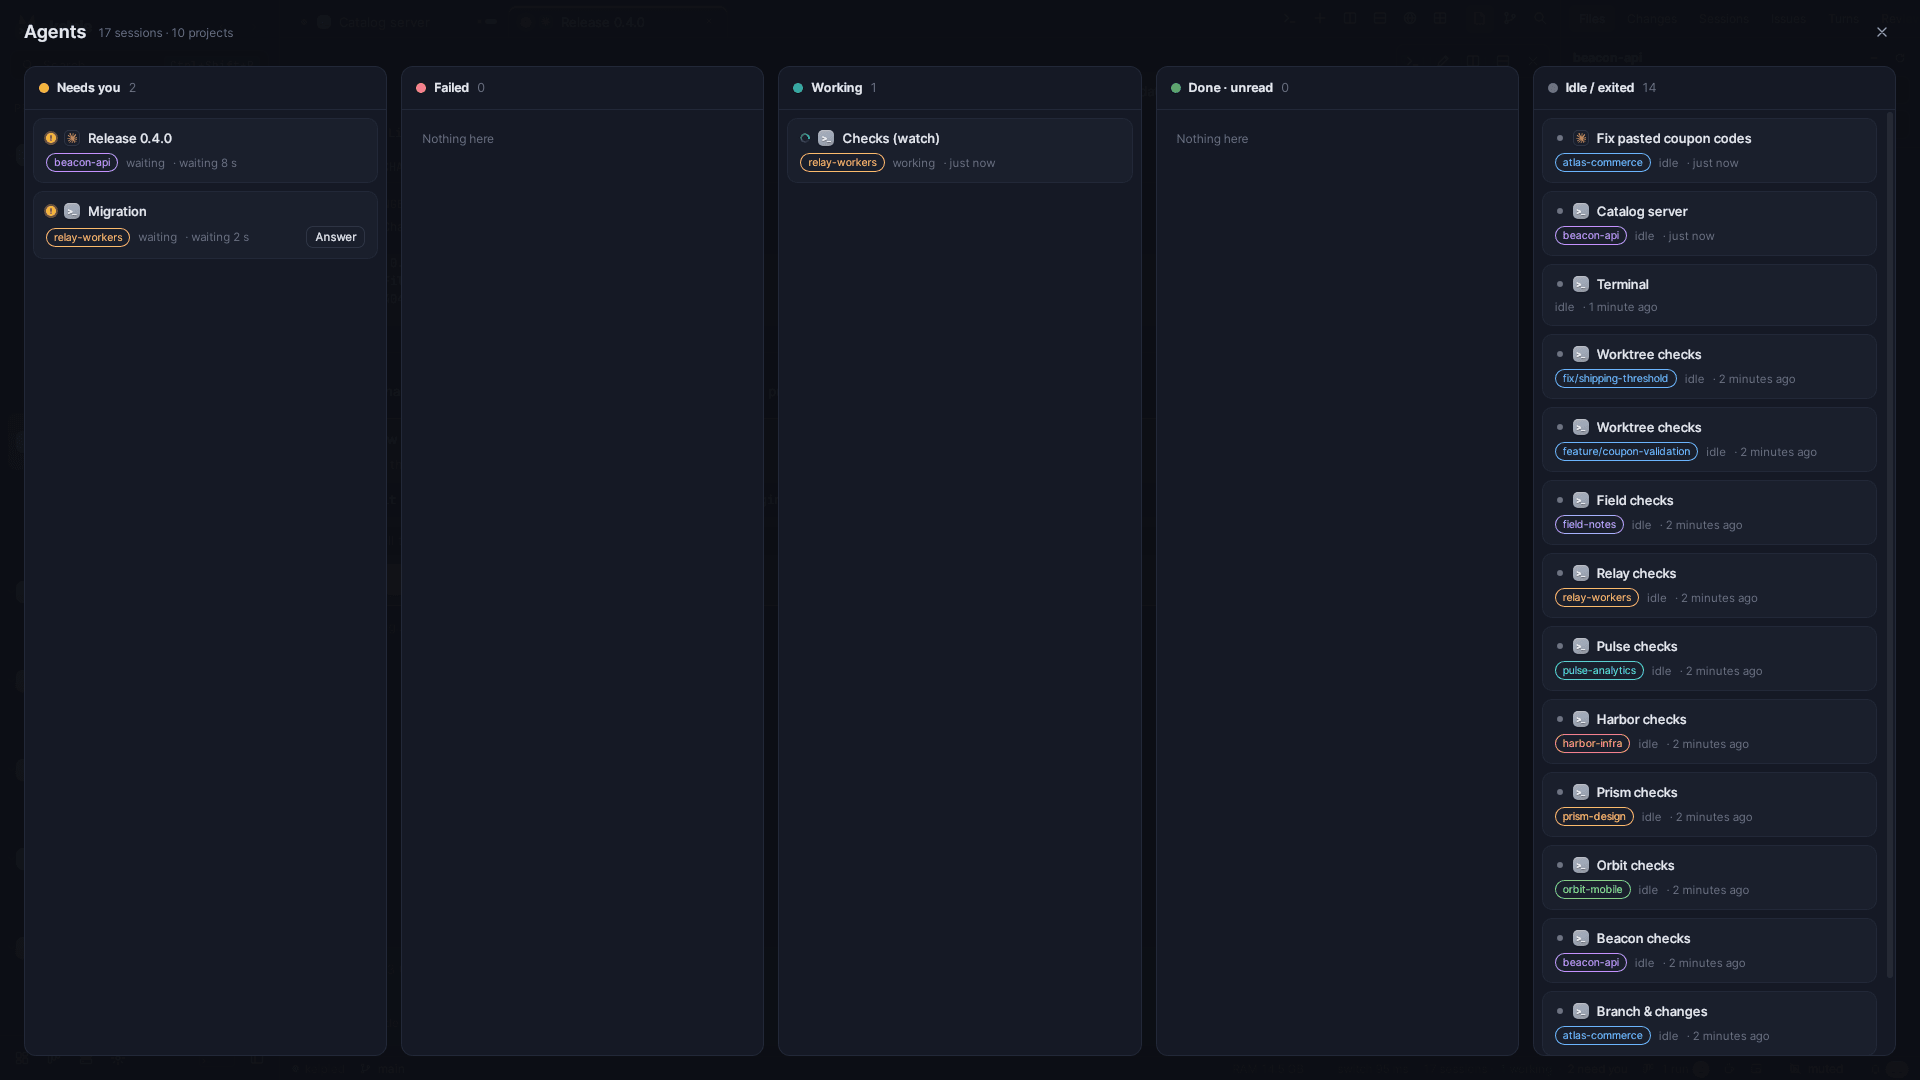 Agents 17 sessions · 10 projects
Needs you 2
Release 0.4.0
beacon-api waiting · waiting 8 s
Migration
relay-workers waiting · waiting 2 s Answer
Failed 0
Nothing here
Working 1
Checks (watch)
relay-workers working · just now
Done · unread 0
Nothing here
Idle / exited 14
Fix pasted coupon codes
atlas-commerce idle · just now
Catalog server
beacon-api idle · just now
Terminal
idle · 1 minute ago
Worktree checks
fix/shipping-threshold idle · 2 minutes ago
Worktree checks
feature/coupon-validation idle · 2 minutes ago
Field checks
field-notes idle · 2 minutes ago
Relay checks
relay-workers idle · 2 minutes ago
Pulse checks
pulse-analytics idle · 2 minutes ago
Harbor checks
harbor-infra idle · 2 minutes ago
Prism checks
prism-design idle · 2 minutes ago
Orbit checks
orbit-mobile idle · 2 minutes ago
Beacon checks
beacon-api idle · 2 minutes ago
Branch & changes
atlas-commerce idle · 2 minutes ago